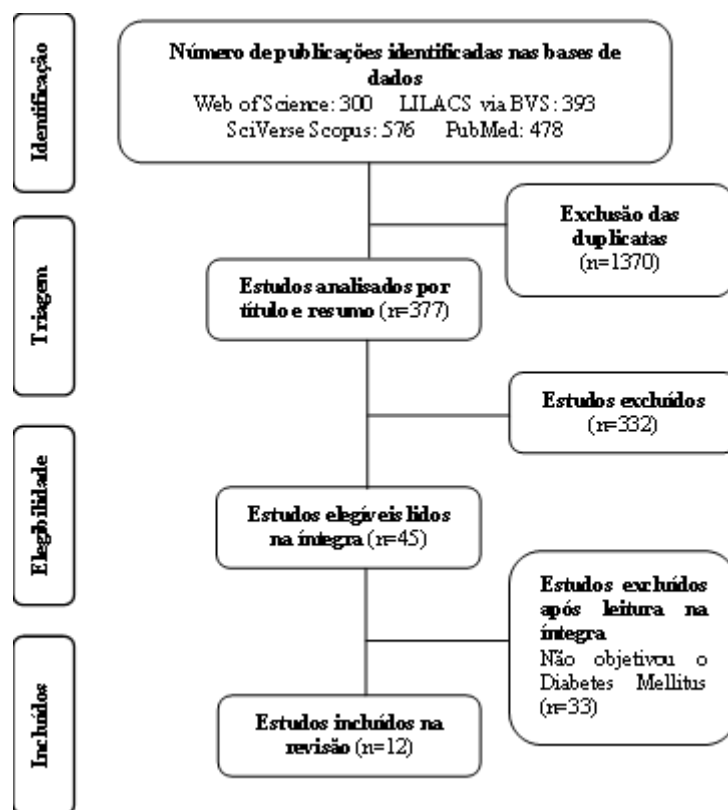 Identificação
Número de publicações identificadas nas bases de
dados
Web of Science: 300 LILACS via BVS: 393
SciVerse Scopus: 576 PubMed: 478
Exclusão das
duplicatas
(n=1370)
Triagem
Estudos analisados por
título e resumo (n=377)
Estudos excluídos
(n=332)
Elegibilidade
Estudos elegíveis lidos
na íntegra (n=45)
Estudos excluídos
após leitura na
íntegra
Não objetivou o
Diabetes Mellitus
(n=33)
Incluídos
Estudos incluídos na
revisão (n=12)